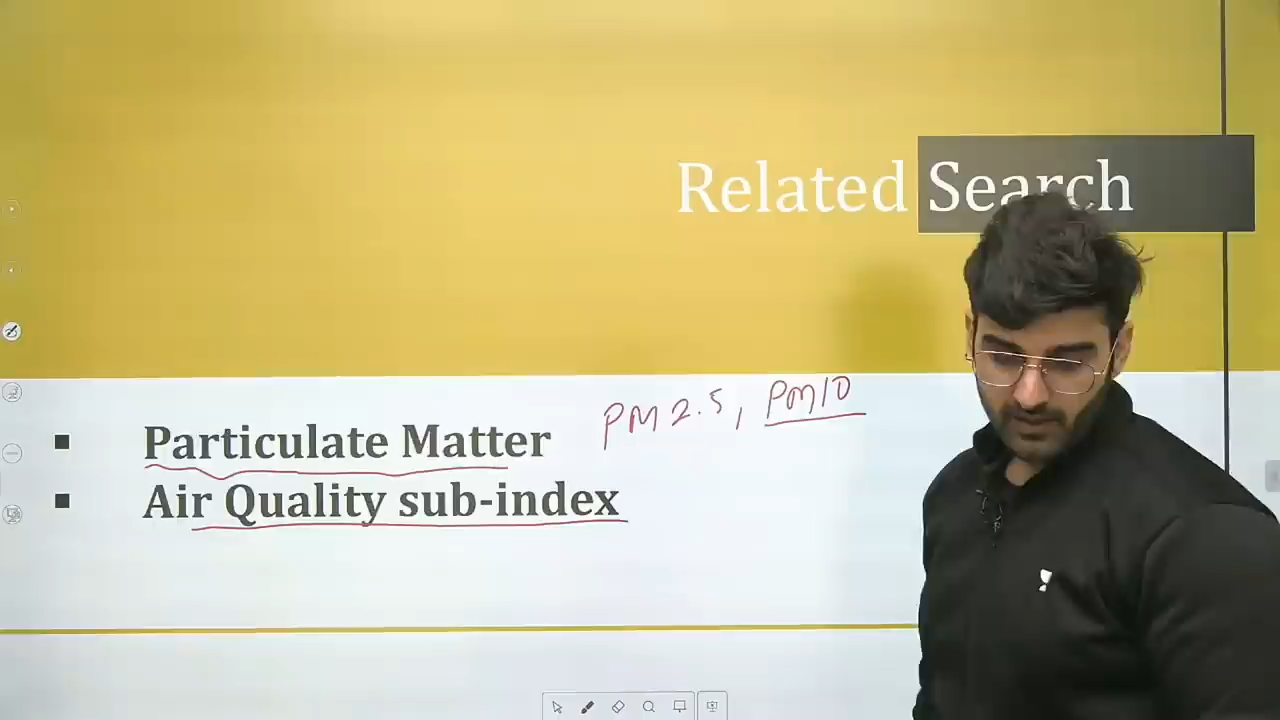 Related Search
PM 2.5, PM10
Particulate Matter
Air Quality sub-index